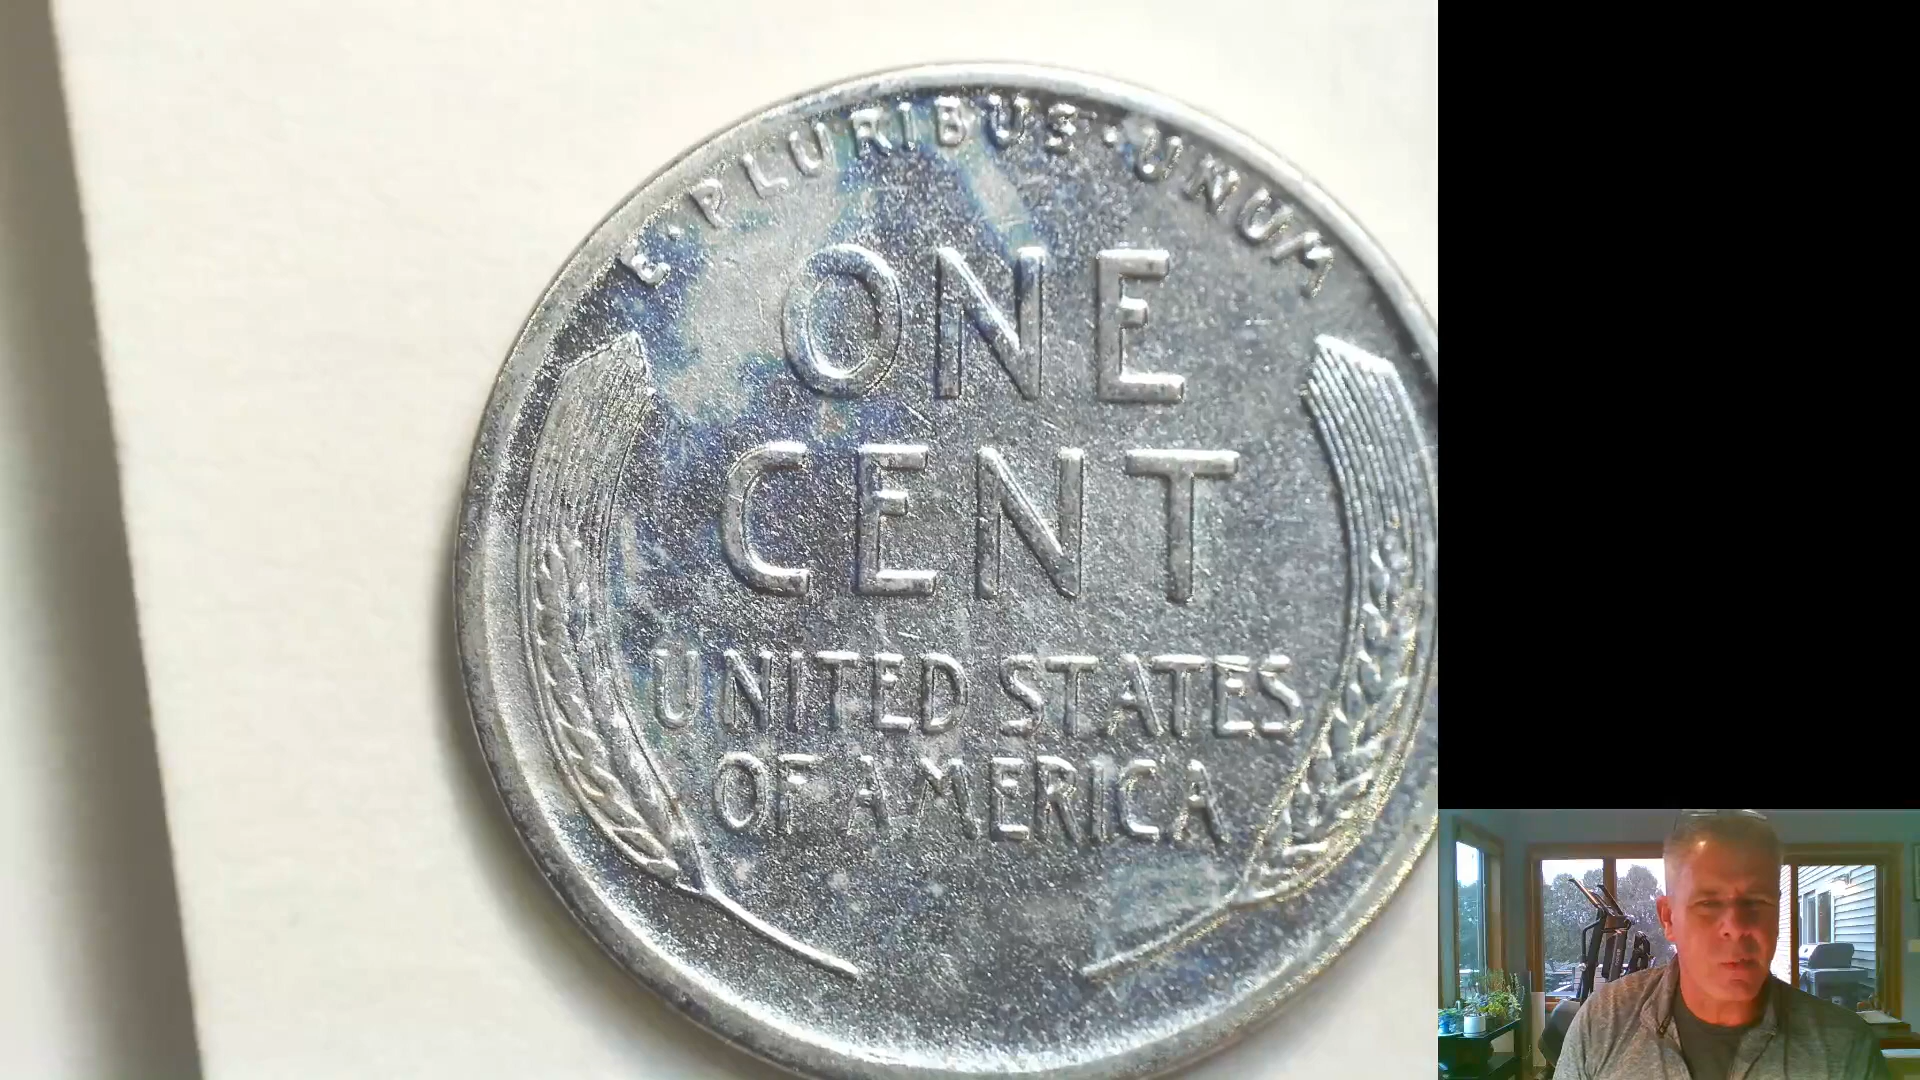 E·PLURIBUS·UNUM
ONE
CENT
UNITED STATES
OF AMERICA